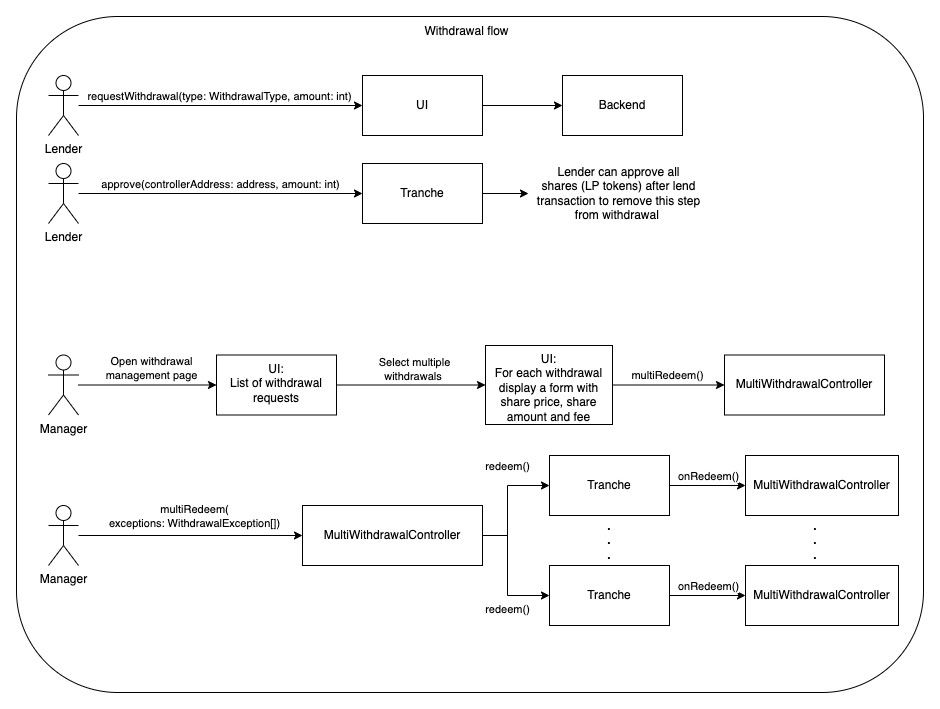 Withdrawal flow
requestWithdrawal(type: WithdrawalType, amount: int)
UI
Backend
Lender
approve(controllerAddress: address, amount: int)
Tranche
Lender can approve all
shares (LP tokens) after lend
transaction to remove this step
from withdrawal
Lender
Open withdrawal
management page
UI:
List of withdrawal
requests
Select multiple
withdrawals
UI:
For each withdrawal
display a form with
share price, share
amount and fee
multiRedeem()
MultiWithdrawalController
Manager
multiRedeem(
exceptions: WithdrawalException[])
MultiWithdrawalController
redeem()
Tranche
onRedeem()
MultiWithdrawalController
Manager
redeem()
Tranche
onRedeem()
MultiWithdrawalController